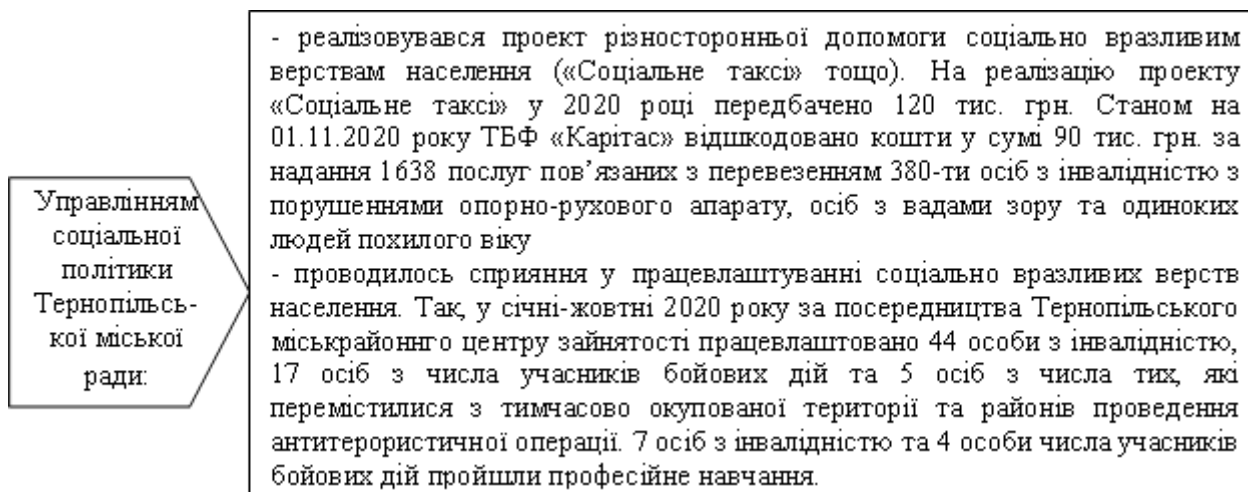 Управлінням
соціальної
політики
Тернопільсь-
кої міської
ради:
- реалізовувався проект різносторонньої допомоги соціально вразливим
верствам населення («Соціальне таксі» тощо). На реалізацію проекту
«Соціальне таксі» у 2020 році передбачено 120 тис. грн. Станом на
01.11.2020 року ТБФ «Карітас» відшкодовано кошти у сумі 90 тис. грн. за
надання 1638 послуг пов’язаних з перевезенням 380-ти осіб з інвалідністю з
порушеннями опорно-рухового апарату, осіб з вадами зору та одиноких
людей похилого віку
- проводилось сприяння у працевлаштуванні соціально вразливих верств
населення. Так, у січні-жовтні 2020 року за посередництва Тернопільського
міськрайоннго центру зайнятості працевлаштовано 44 особи з інвалідністю,
17 осіб з числа учасників бойових дій та 5 осіб з числа тих, які
перемістилися з тимчасово окупованої території та районів проведення
антитерористичної операції. 7 осіб з інвалідністю та 4 особи числа учасників
бойових дій пройшли професійне навчання.